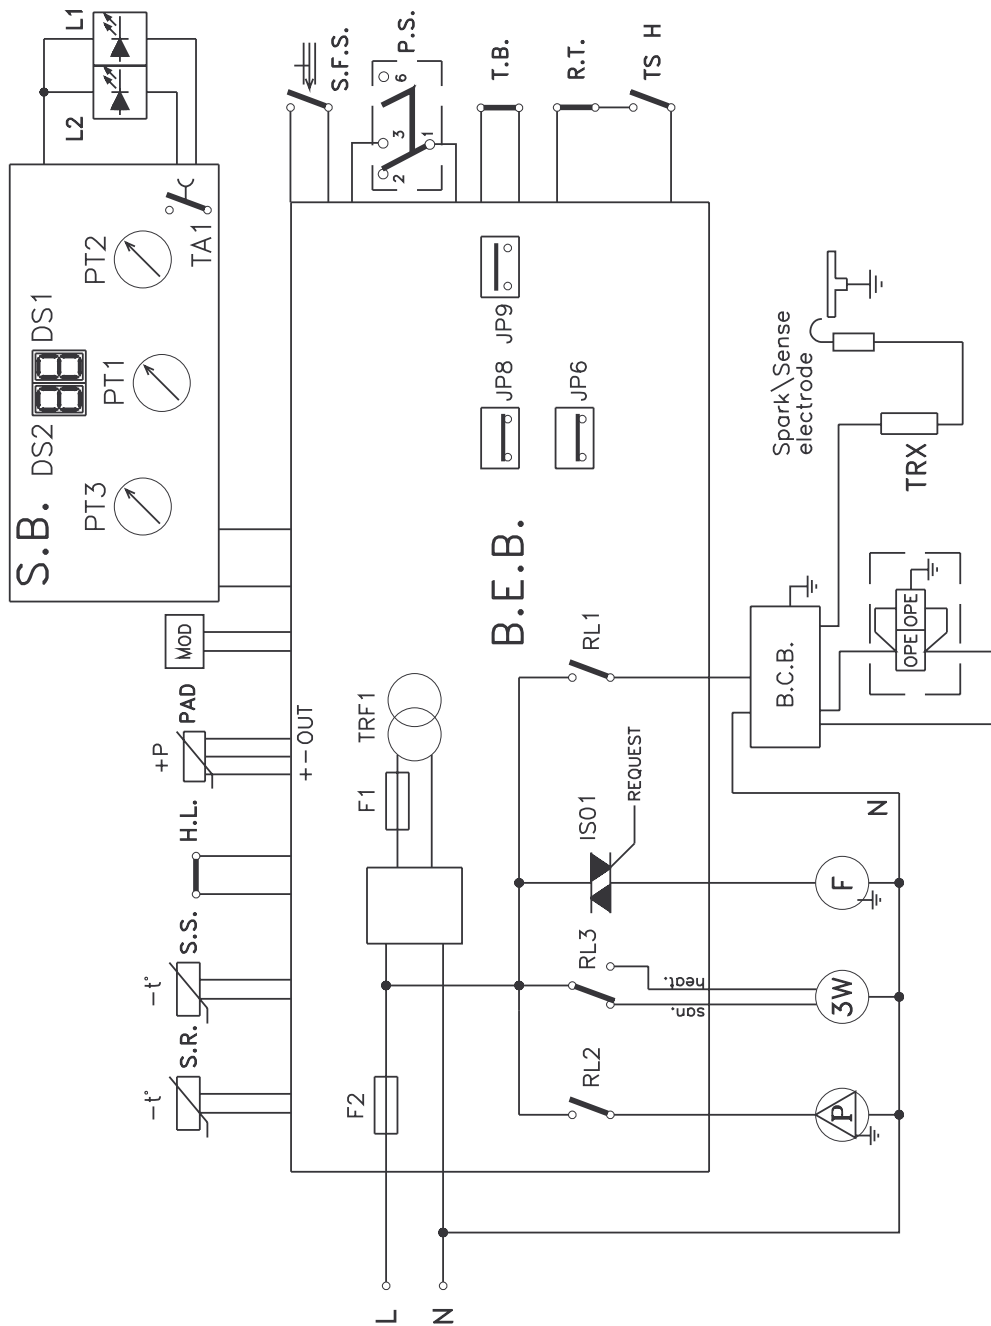 L1
L2
S.B.
DS2
DS1
PT3
PT1
PT2
TA1
S.F.S.
P.S.
6
3
2
1
T.B.
R.T.
TS H
-t°
S.R.
-t°
S.S.
H.L.
+P
PAD
MOD
+-OUT
B.E.B.
JP8
JP9
JP6
F2
F1
TRF1
RL2
RL3
ISO1
RL1
REQUEST
san.
heat.
L
N
P
3W
F
N
B.C.B.
OPE
OPE
TRX
Spark\Sense
electrode